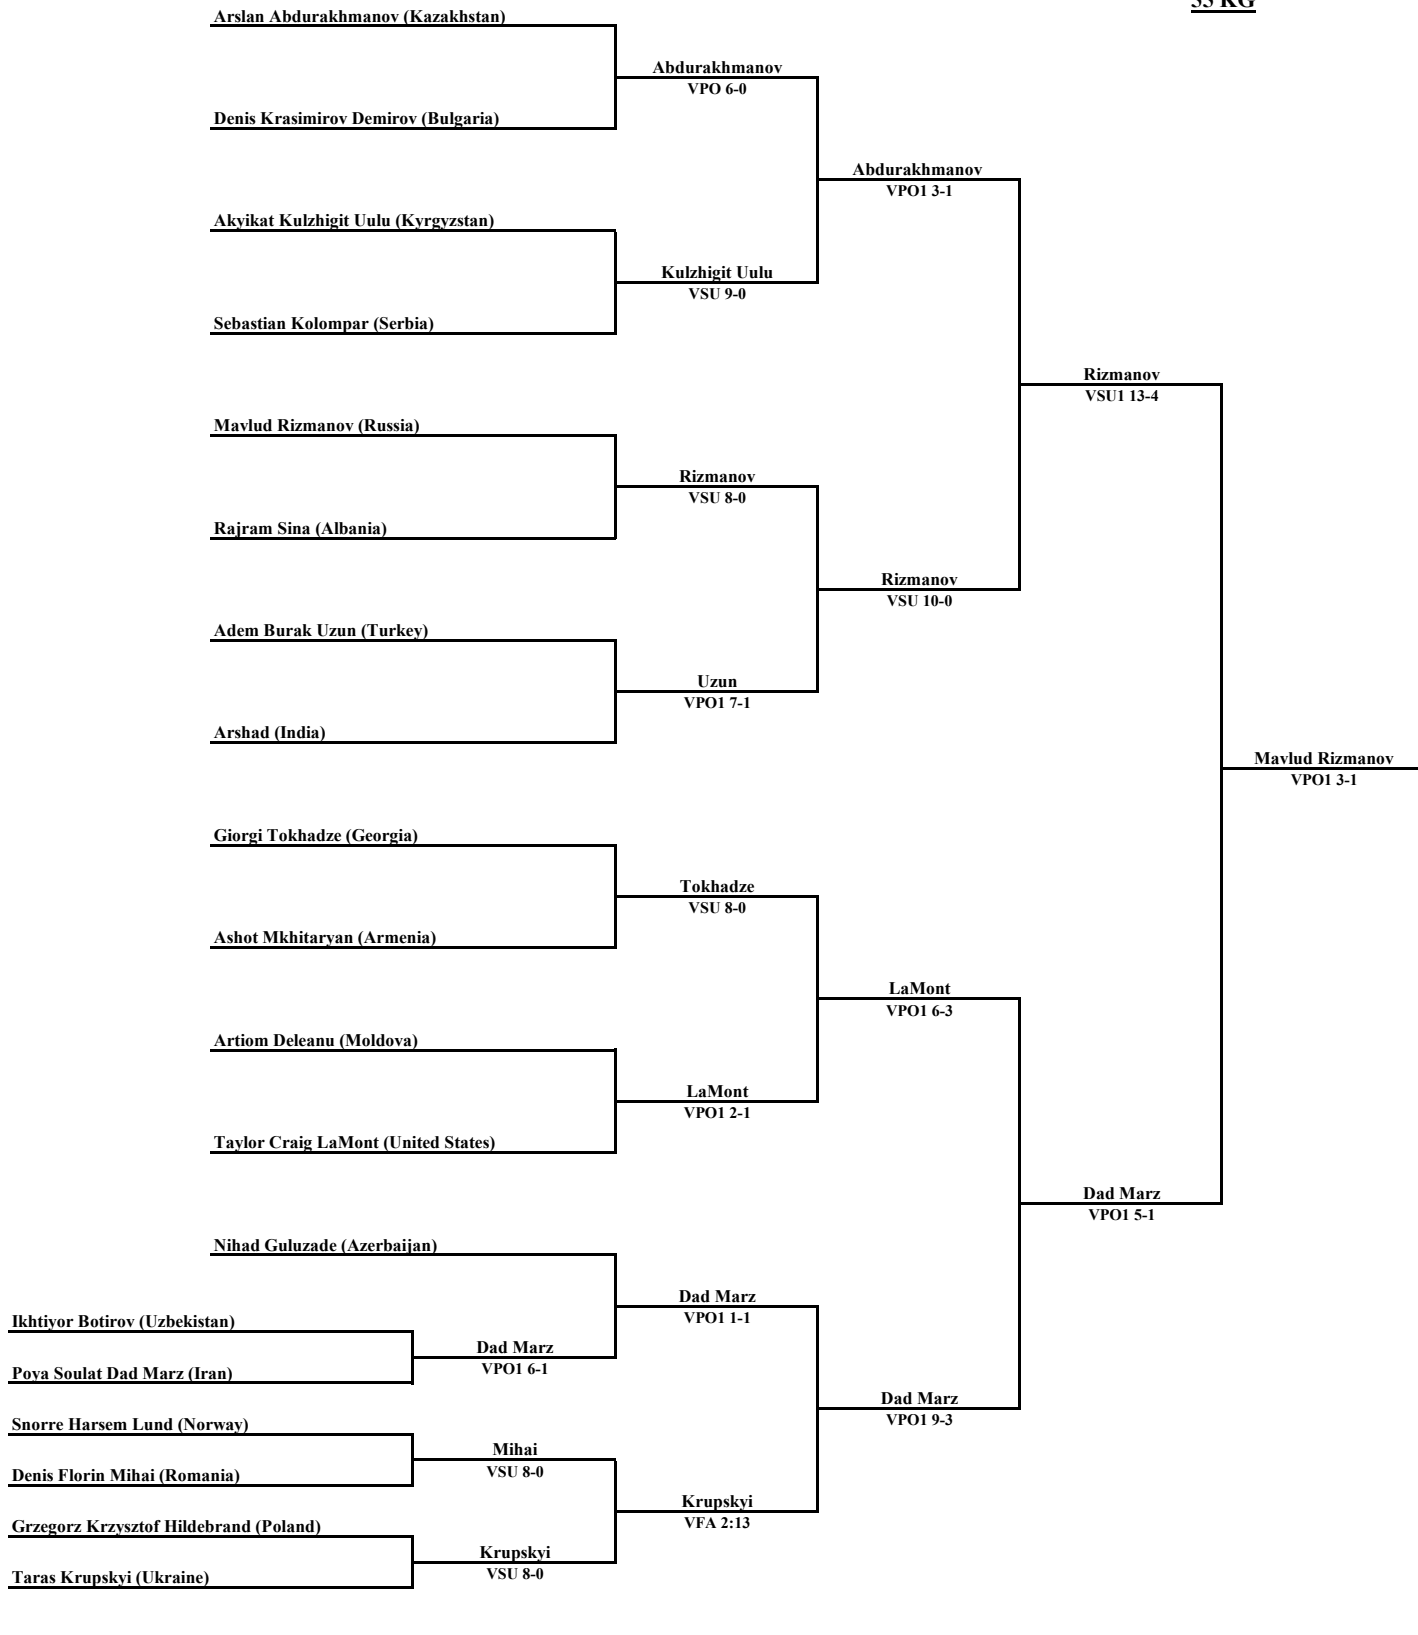 55 KG
Arslan Abdurakhmanov (Kazakhstan)
Abdurakhmanov
VPO 6-0
Denis Krasimirov Demirov (Bulgaria)
Abdurakhmanov
VPO1 3-1
Akyikat Kulzhigit Uulu (Kyrgyzstan)
Kulzhigit Uulu
VSU 9-0
Sebastian Kolompar (Serbia)
Rizmanov
VSU1 13-4
Mavlud Rizmanov (Russia)
Rizmanov
VSU 8-0
Rajram Sina (Albania)
Rizmanov
VSU 10-0
Adem Burak Uzun (Turkey)
Uzun
VPO1 7-1
Arshad (India)
Mavlud Rizmanov
VPO1 3-1
Giorgi Tokhadze (Georgia)
Tokhadze
VSU 8-0
Ashot Mkhitaryan (Armenia)
LaMont
VPO1 6-3
Artiom Deleanu (Moldova)
LaMont
VPO1 2-1
Taylor Craig LaMont (United States)
Dad Marz
VPO1 5-1
Nihad Guluzade (Azerbaijan)
Dad Marz
VPO1 1-1
Ikhtiyor Botirov (Uzbekistan)
Dad Marz
VPO1 6-1
Poya Soulat Dad Marz (Iran)
Dad Marz
VPO1 9-3
Snorre Harsem Lund (Norway)
Mihai
VSU 8-0
Denis Florin Mihai (Romania)
Krupskyi
VFA 2:13
Grzegorz Krzysztof Hildebrand (Poland)
Krupskyi
VSU 8-0
Taras Krupskyi (Ukraine)